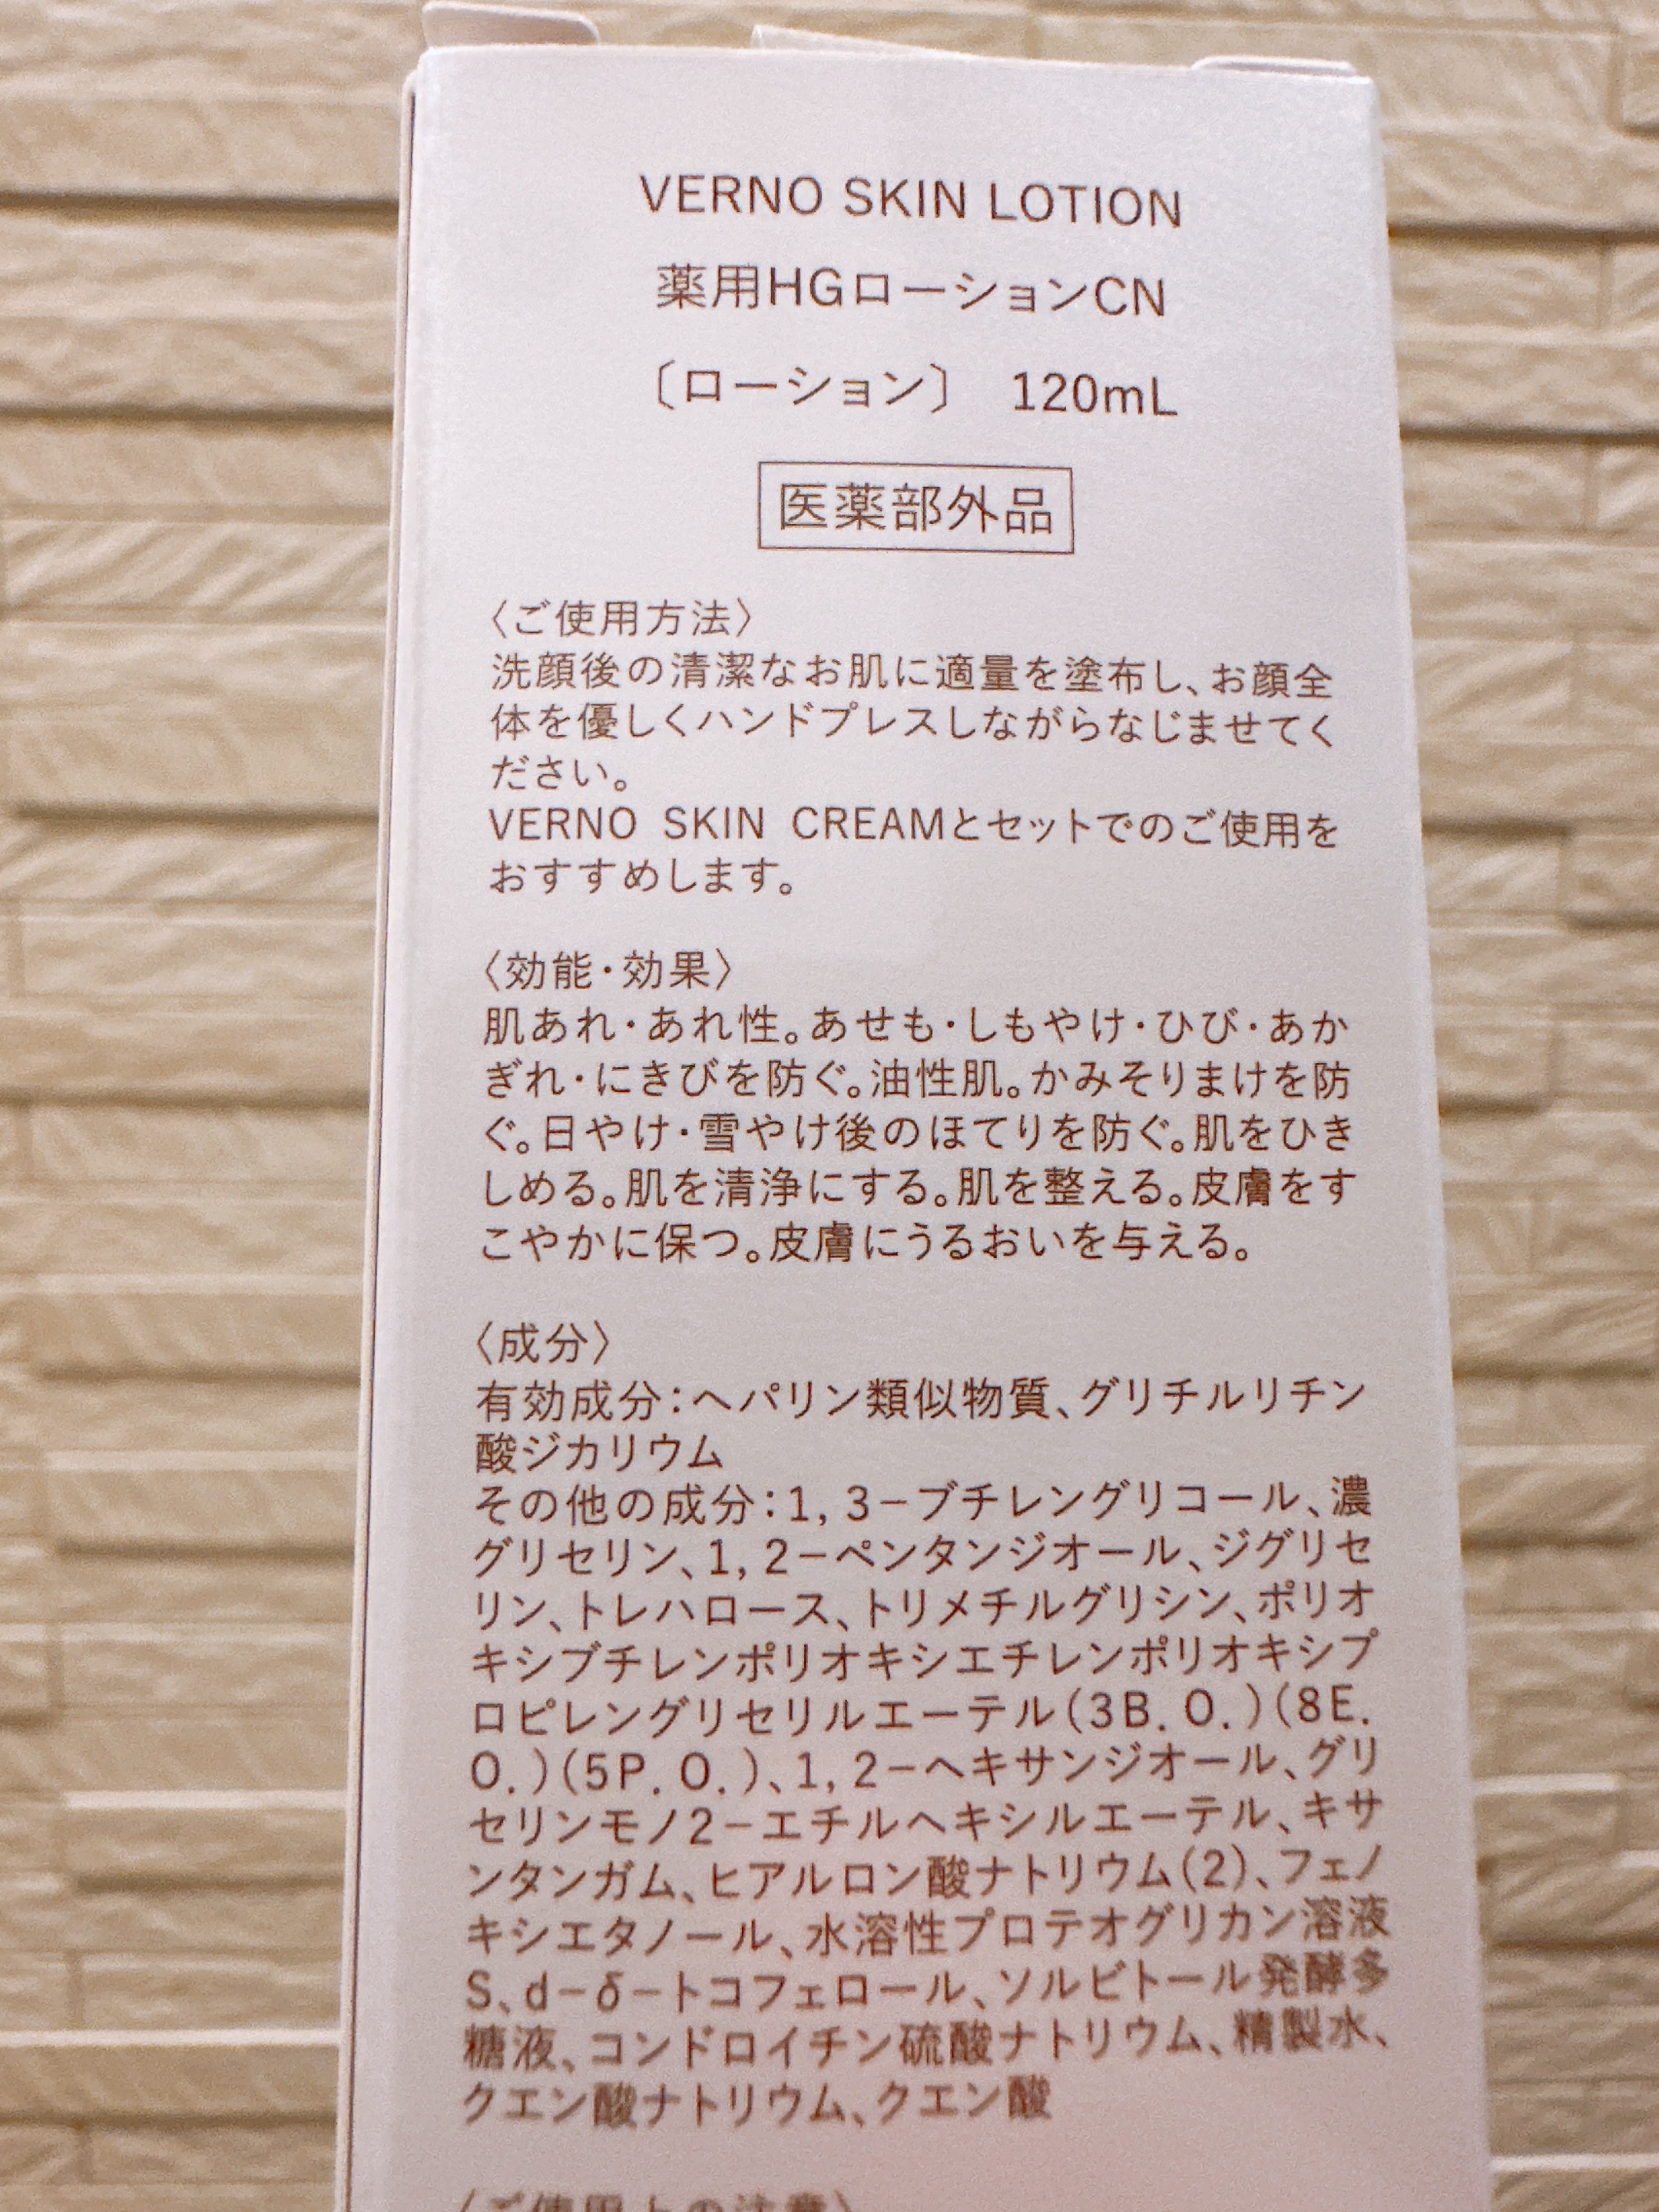 VERNO SKIN LOTION
薬用HGローションCN
〔ローション〕 120mL
医薬部外品
〈ご使用方法〉
洗顔後の清潔なお肌に適量を塗布し、お顔全
体を優しくハンドプレスしながらなじませてく
ださい。
VERNO SKIN CREAMとセットでのご使用を
おすすめします。
〈効能・効果〉
肌あれ・あれ性。あせも・しもやけ・ひび・あか
ぎれ・にきびを防ぐ。油性肌。かみそりまけを防
ぐ。日やけ・雪やけ後のほてりを防ぐ。肌をひき
しめる。肌を清浄にする。肌を整える。皮膚をす
こやかに保つ。皮膚にうるおいを与える。
〈成分〉
有効成分：ヘパリン類似物質、グリチルリチン
酸ジカリウム
その他の成分：1, 3－ブチレングリコール、濃
グリセリン、1, 2－ペンタンジオール、ジグリセ
リン、トレハロース、トリメチルグリシン、ポリオ
キシブチレンポリオキシエチレンポリオキシプ
ロピレングリセリルエーテル(3B. O. )(8E.
O. )(5P. O. )、1, 2－ヘキサンジオール、グリ
セリンモノ2－エチルヘキシルエーテル、キサ
ンタンガム、ヒアルロン酸ナトリウム(2)、フェノ
キシエタノール、水溶性プロテオグリカン溶液
S、d－δ－トコフェロール、ソルビトール発酵多
糖液、コンドロイチン硫酸ナトリウム、精製水、
クエン酸ナトリウム、クエン酸
〈ご使用上の注意〉